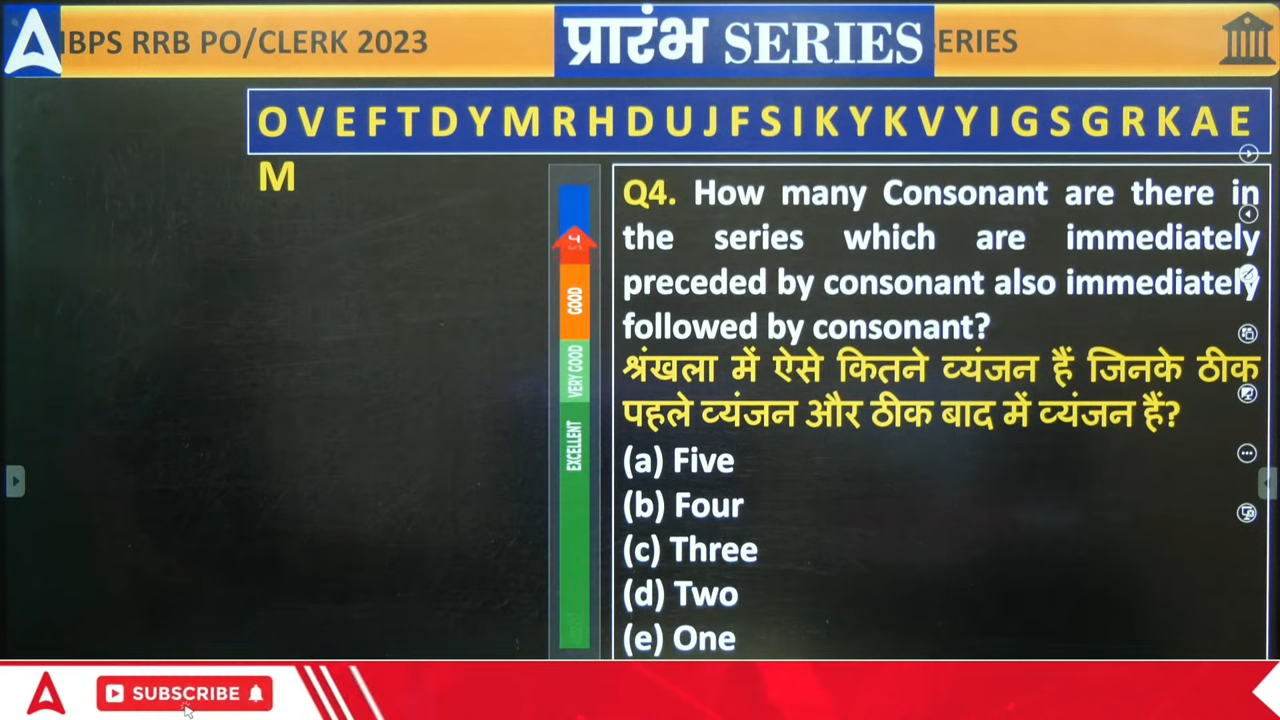 IBPS RRB PO/CLERK 2023
प्रारंभ SERIES
ERIES
O V E F T D Y M R H D U J F S I K Y K V Y I G S G R K A E
M
Q4. How many Consonant are there in
the series which are immediately
preceded by consonant also immediately
followed by consonant?
श्रंखला में ऐसे कितने व्यंजन हैं जिनके ठीक
पहले व्यंजन और ठीक बाद में व्यंजन हैं?
(a) Five
(b) Four
(c) Three
(d) Two
(e) One
GOOD
VERY GOOD
EXCELLENT
SUBSCRIBE